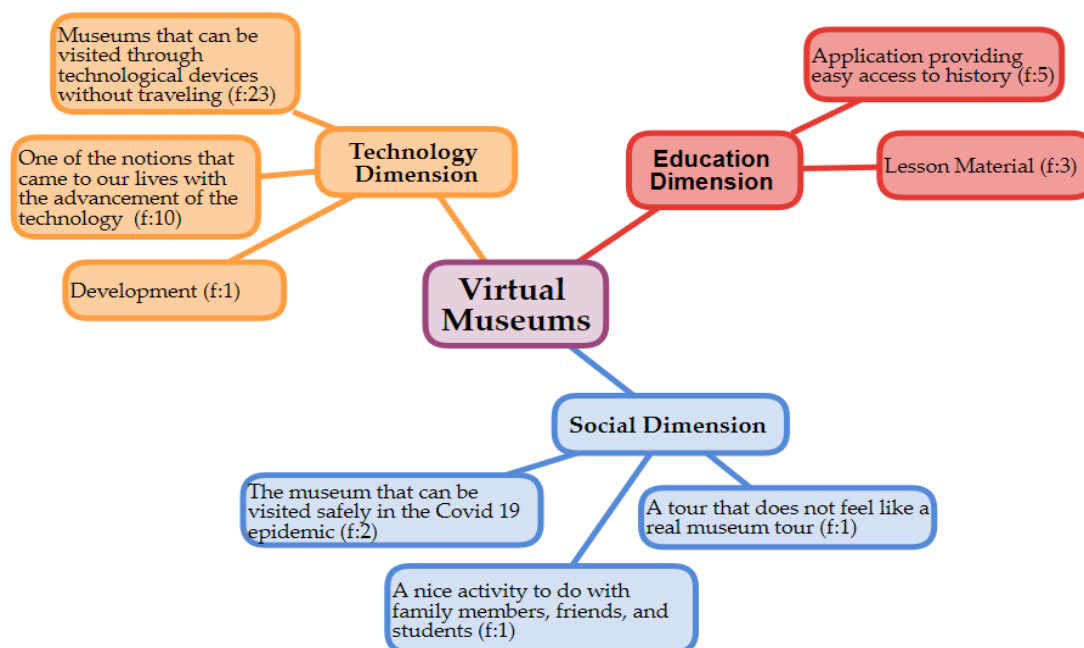 Museums that can be
visited through
technological devices
without traveling (f:23)
One of the notions that
came to our lives with
the advancement of the
technology (f:10)
Development (f:1)
Technology
Dimension
Education
Dimension
Application providing
easy access to history (f:5)
Lesson Material (f:3)
Virtual
Museums
Social Dimension
The museum that can be
visited safely in the Covid 19
epidemic (f:2)
A nice activity to do with
family members, friends, and
students (f:1)
A tour that does not feel like a
real museum tour (f:1)